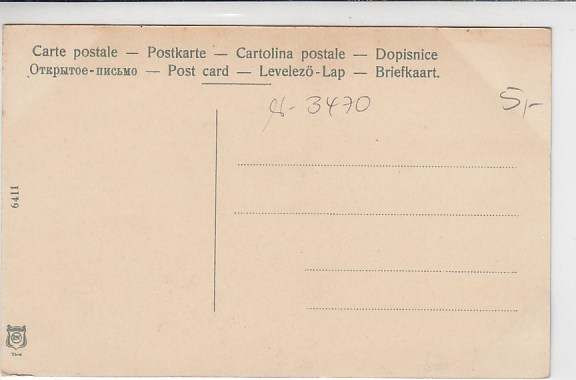 Carte postale — Postkarte — Cartolina postale — Dopisnice
Открытое-письмо — Post card — Levelező-Lap — Briefkaart.
3470
5,-
6411